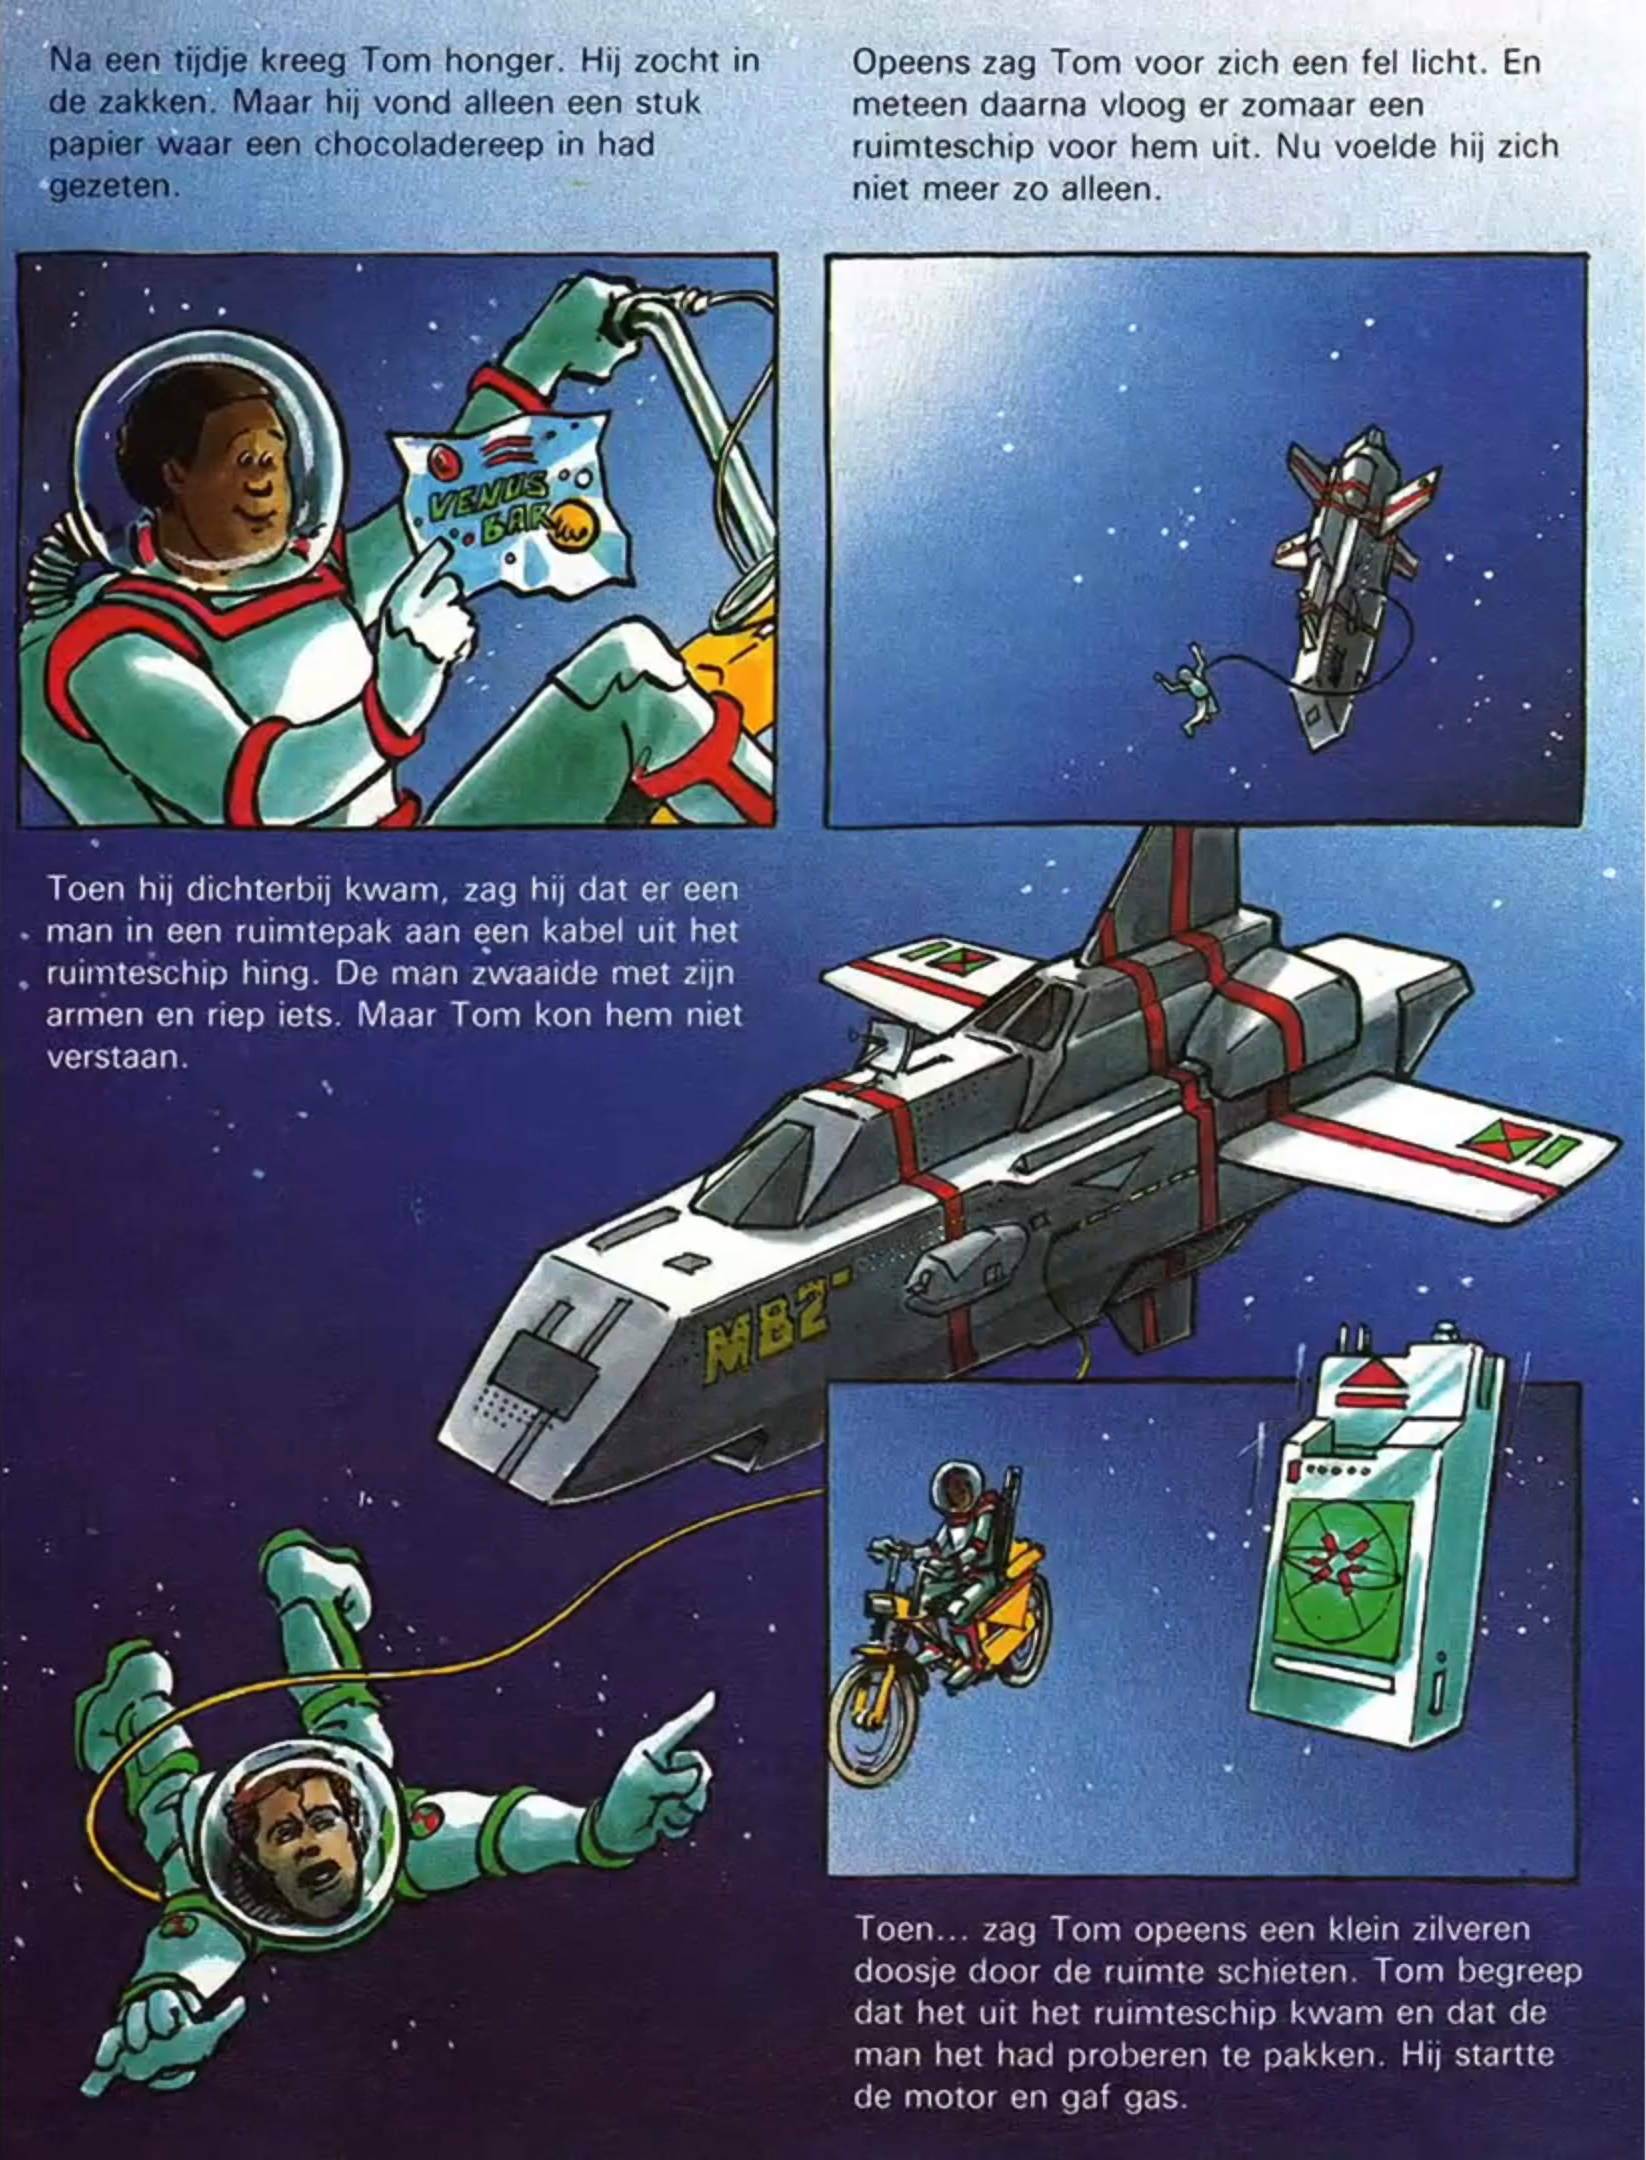 Na een tijdje kreeg Tom honger. Hij zocht in
de zakken. Maar hij vond alleen een stuk
papier waar een chocoladereep in had
gezeten.
Opeens zag Tom voor zich een fel licht. En
meteen daarna vloog er zomaar een
ruimteschip voor hem uit. Nu voelde hij zich
niet meer zo alleen.
VENUS
BAR
Toen hij dichterbij kwam, zag hij dat er een
man in een ruimtepak aan een kabel uit het
ruimteschip hing. De man zwaaide met zijn
armen en riep iets. Maar Tom kon hem niet
verstaan.
MB2
Toen... zag Tom opeens een klein zilveren
doosje door de ruimte schieten. Tom begreep
dat het uit het ruimteschip kwam en dat de
man het had proberen te pakken. Hij startte
de motor en gaf gas.